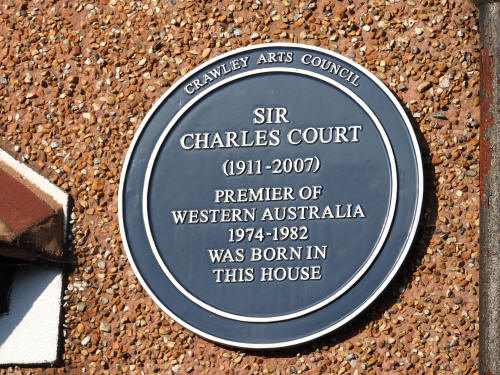 CRAWLEY ARTS COUNCIL
SIR
CHARLES COURT
(1911-2007)
PREMIER OF
WESTERN AUSTRALIA
1974-1982
WAS BORN IN
THIS HOUSE